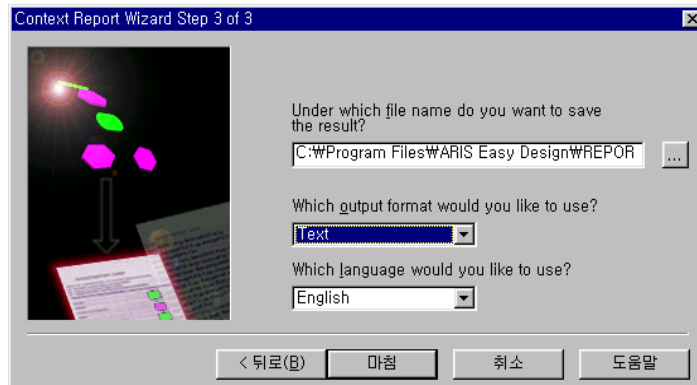 Context Report Wizard Step 3 of 3
Under which file name do you want to save
the result?
C:₩Program Files₩ARIS Easy Design₩REPOR
...
Which output format would you like to use?
Text
Which language would you like to use?
English
< 뒤로(B)
마침
취소
도움말